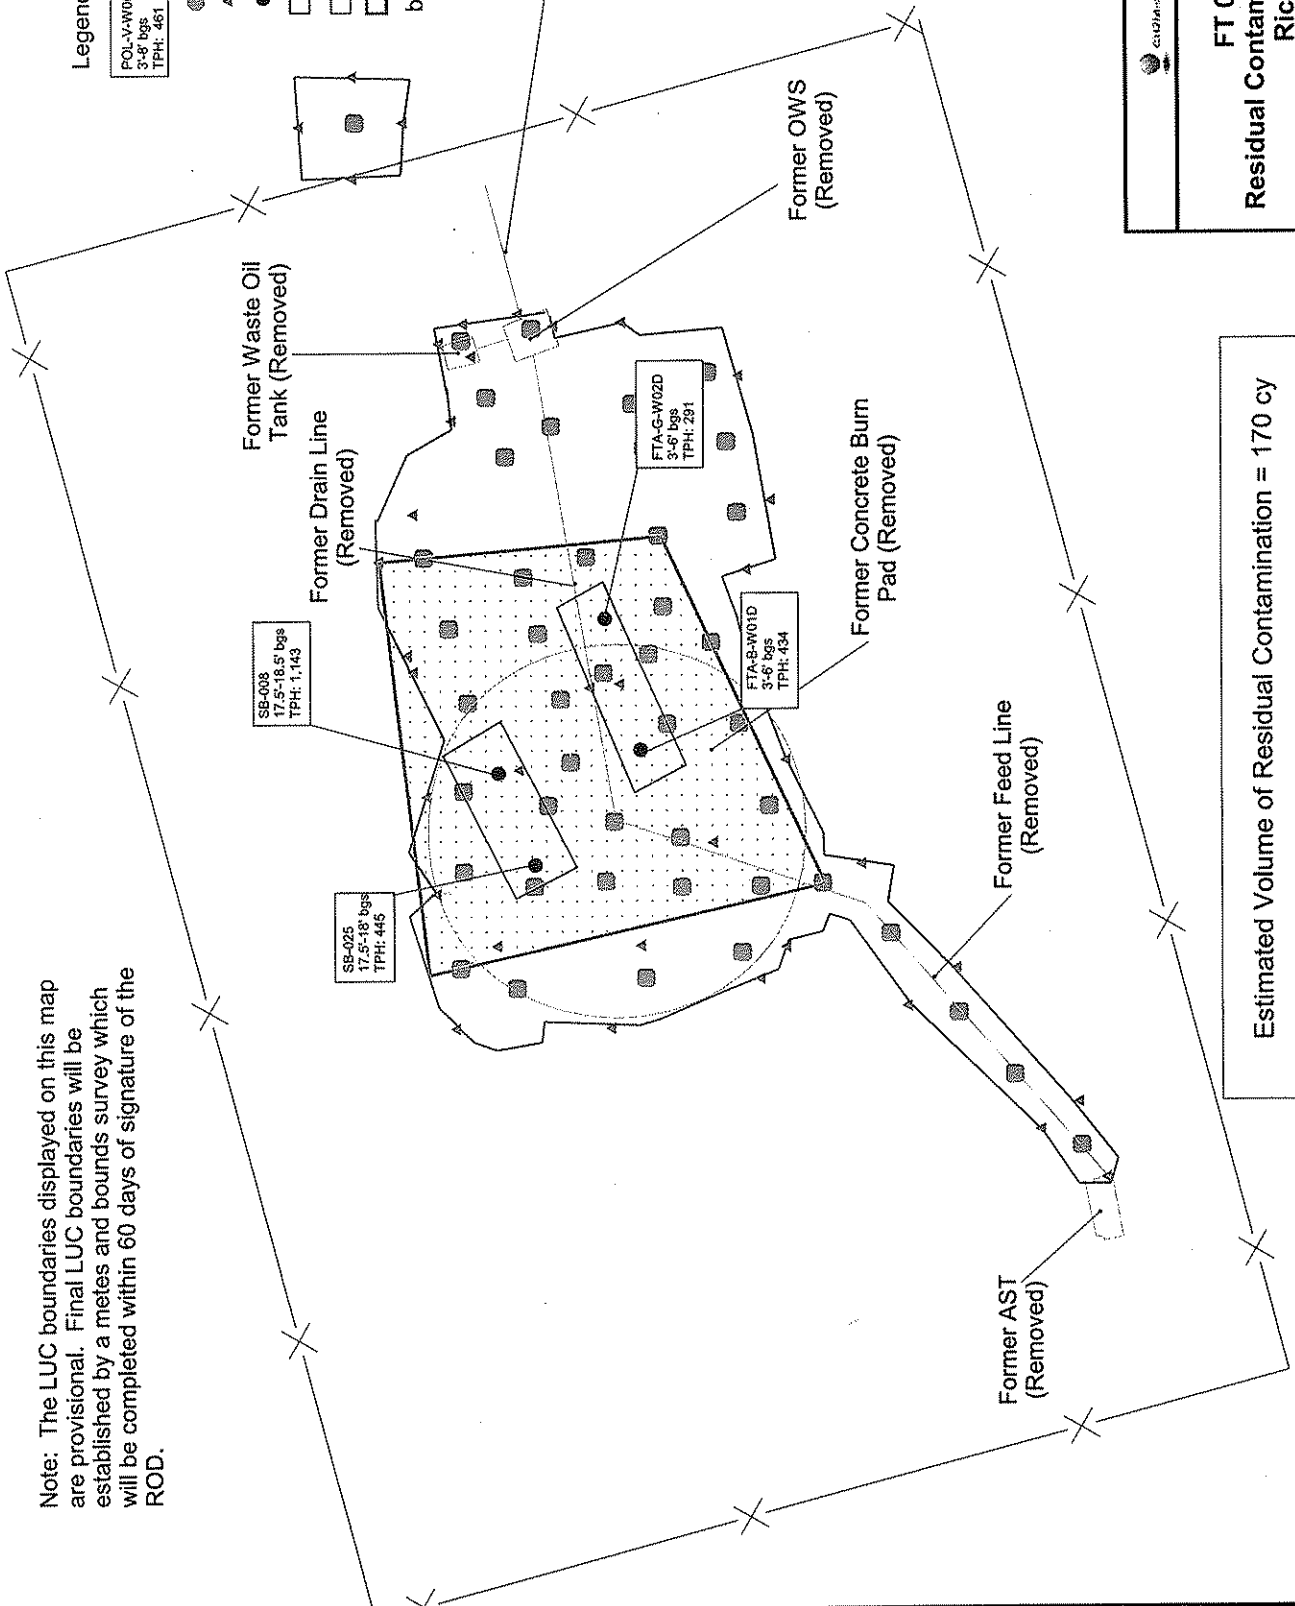 Note: The LUC boundaries displayed on this map
are provisional. Final LUC boundaries will be
established by a metes and bounds survey which
will be completed within 60 days of signature of the
ROD.
SB-025
17.5'-18' bgs
TPH: 445
SB-008
17.5'-18.5' bgs
TPH: 1,143
Former Drain Line
(Removed)
Former Waste Oil
Tank (Removed)
Legend
POL-V-W0
3'-6' bgs
TPH: 461
FTA-G-W02D
3'-6' bgs
TPH: 291
FTA-B-W01D
3'-6' bgs
TPH: 434
Former OWS
(Removed)
Former Concrete Burn
Pad (Removed)
Former Feed Line
(Removed)
Former AST
(Removed)
Estimated Volume of Residual Contamination = 170 cy
FT 0
Residual Contam
Ric